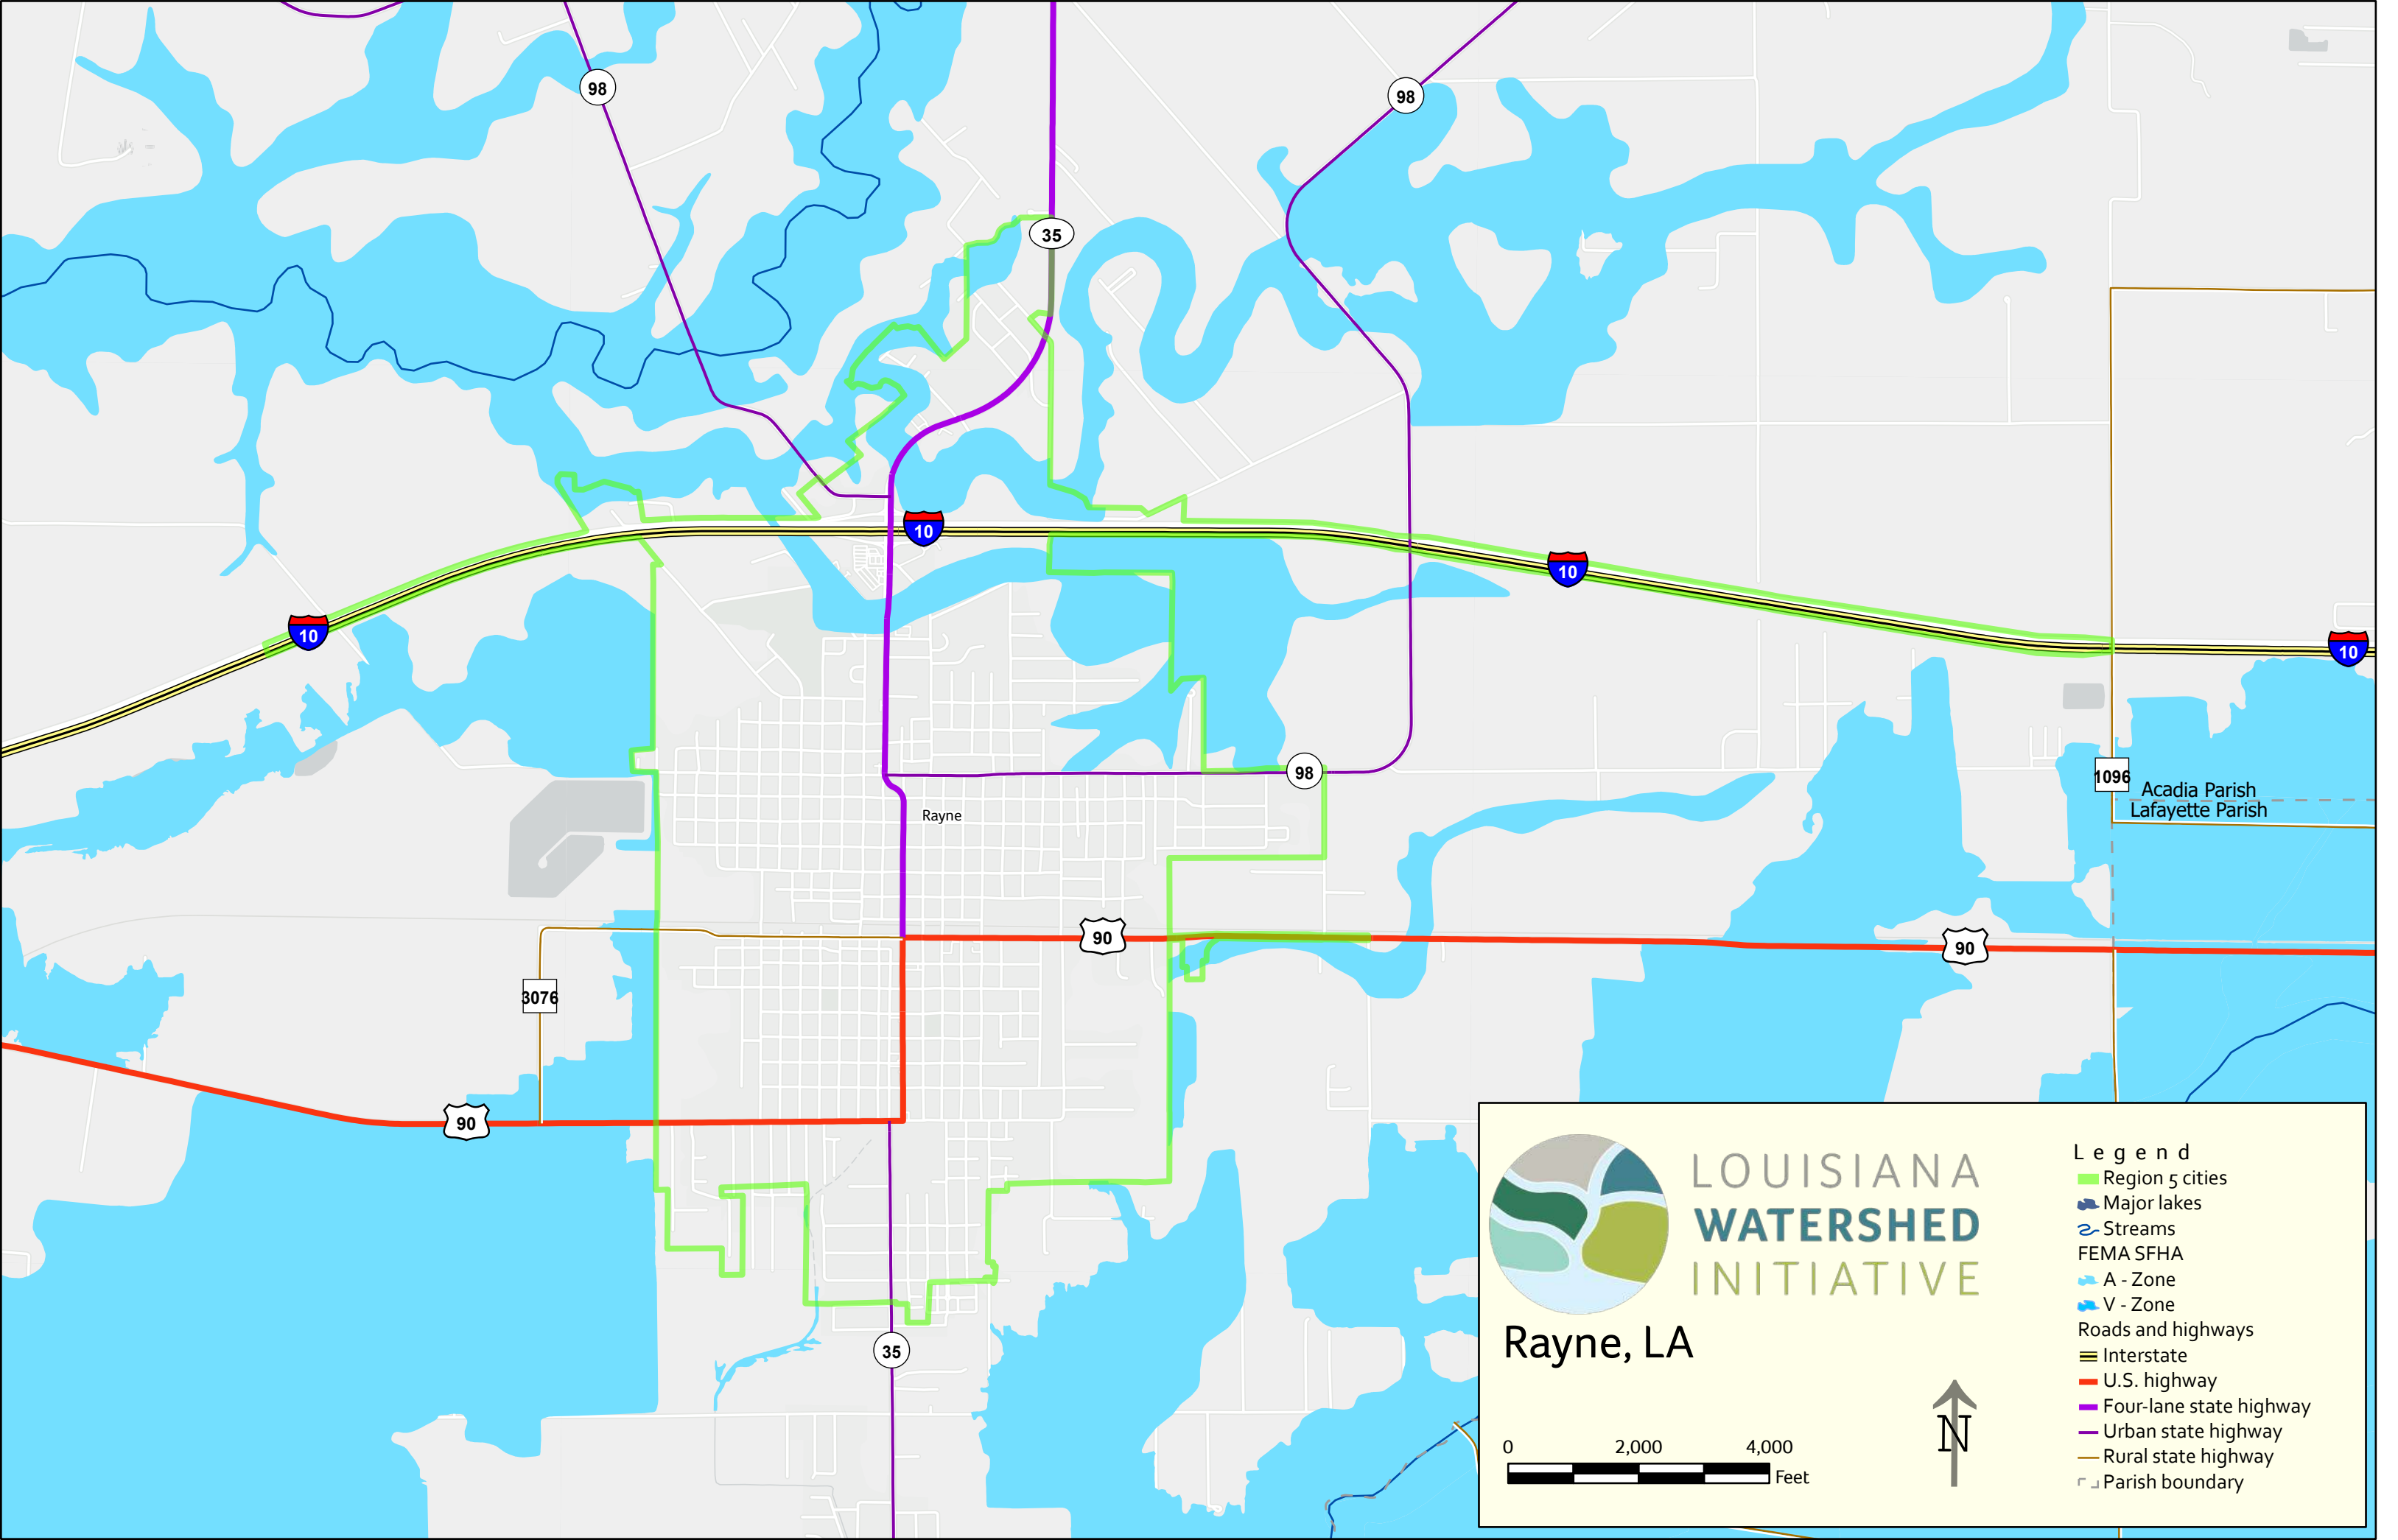 98
98
35
10
10
10
10
98
1096
Acadia Parish
Lafayette Parish
Rayne
90
90
3076
90
35
LOUISIANA
WATERSHED
INITIATIVE
Rayne, LA
0 2,000 4,000
Feet
N
Legend
Region 5 cities
Major lakes
Streams
FEMA SFHA
A - Zone
V - Zone
Roads and highways
Interstate
U.S. highway
Four-lane state highway
Urban state highway
Rural state highway
Parish boundary